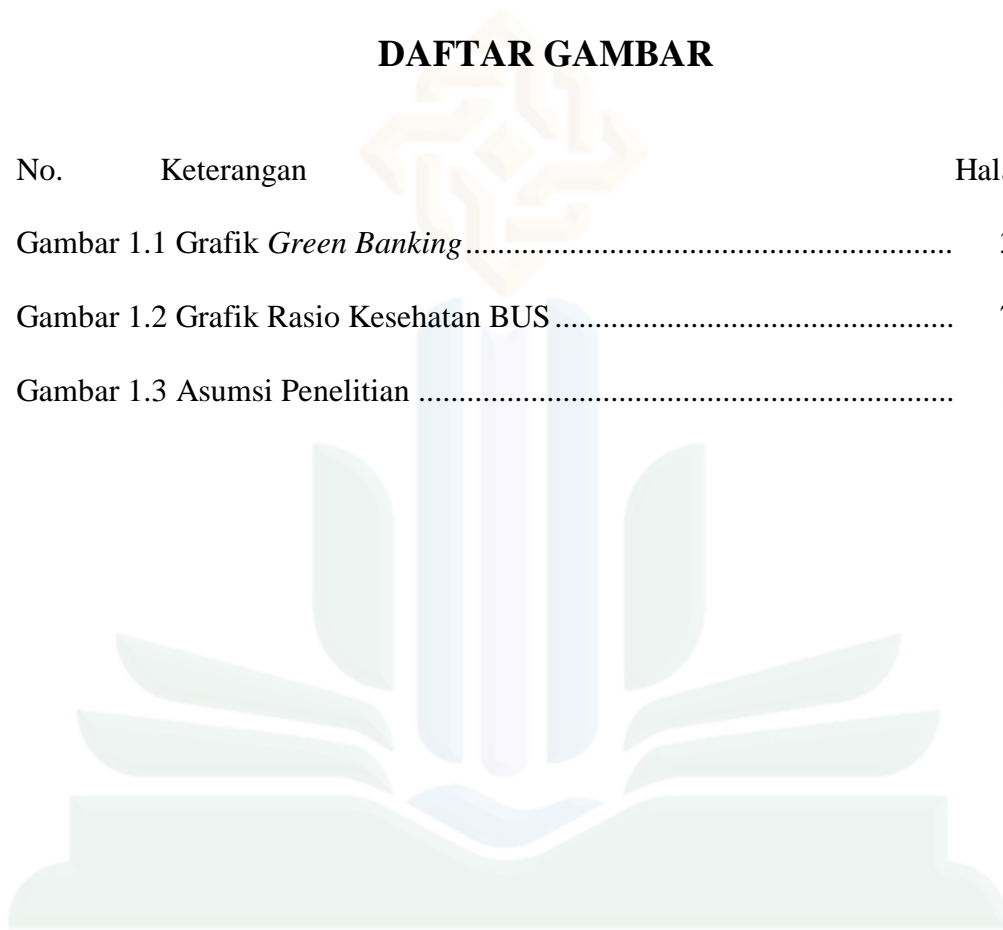 DAFTAR GAMBAR
No. Keterangan
Gambar 1.1 Grafik Green Banking............................................................
Gambar 1.2 Grafik Rasio Kesehatan BUS.................................................
Gambar 1.3 Asumsi Penelitian ..................................................................